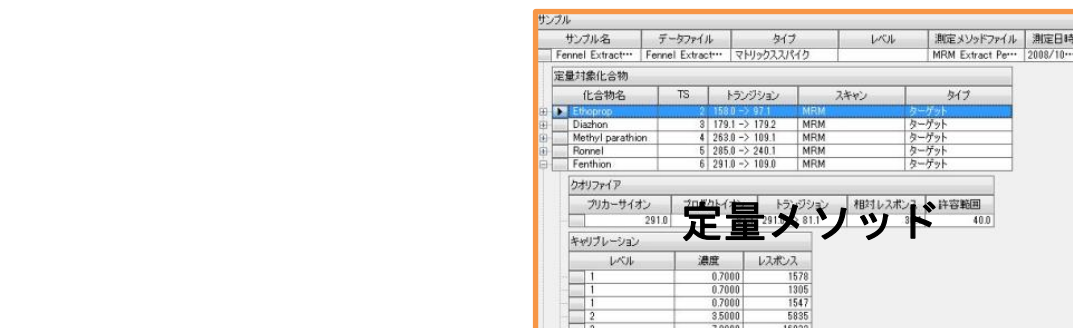 サンプル
サンプル名 データファイル タイプ レベル 測定メソッドファイル 測定日時
Fennel Extract… Fennel Extract… マトリックススパイク MRM Extract Pe… 2008/10…
定量対象化合物
化合物名 TS トランジション スキャン タイプ
Ethoprop 2 158.0 -> 97.1 MRM ターゲット
Diazhon 3 179.1 -> 179.2 MRM ターゲット
Methyl parathion 4 263.0 -> 109.1 MRM ターゲット
Ronnel 5 285.0 -> 240.1 MRM ターゲット
Fenthion 6 291.0 -> 109.0 MRM ターゲット
クオリファイア
プリカーサイオン トランジション 相対レスポンス 許容範囲
291.0 81.1 40.0
定量メソッド
キャリブレーション
レベル 濃度 レスポンス
1 0.7000 1578
1 0.7000 1305
1 0.7000 1547
2 3.5000 5835